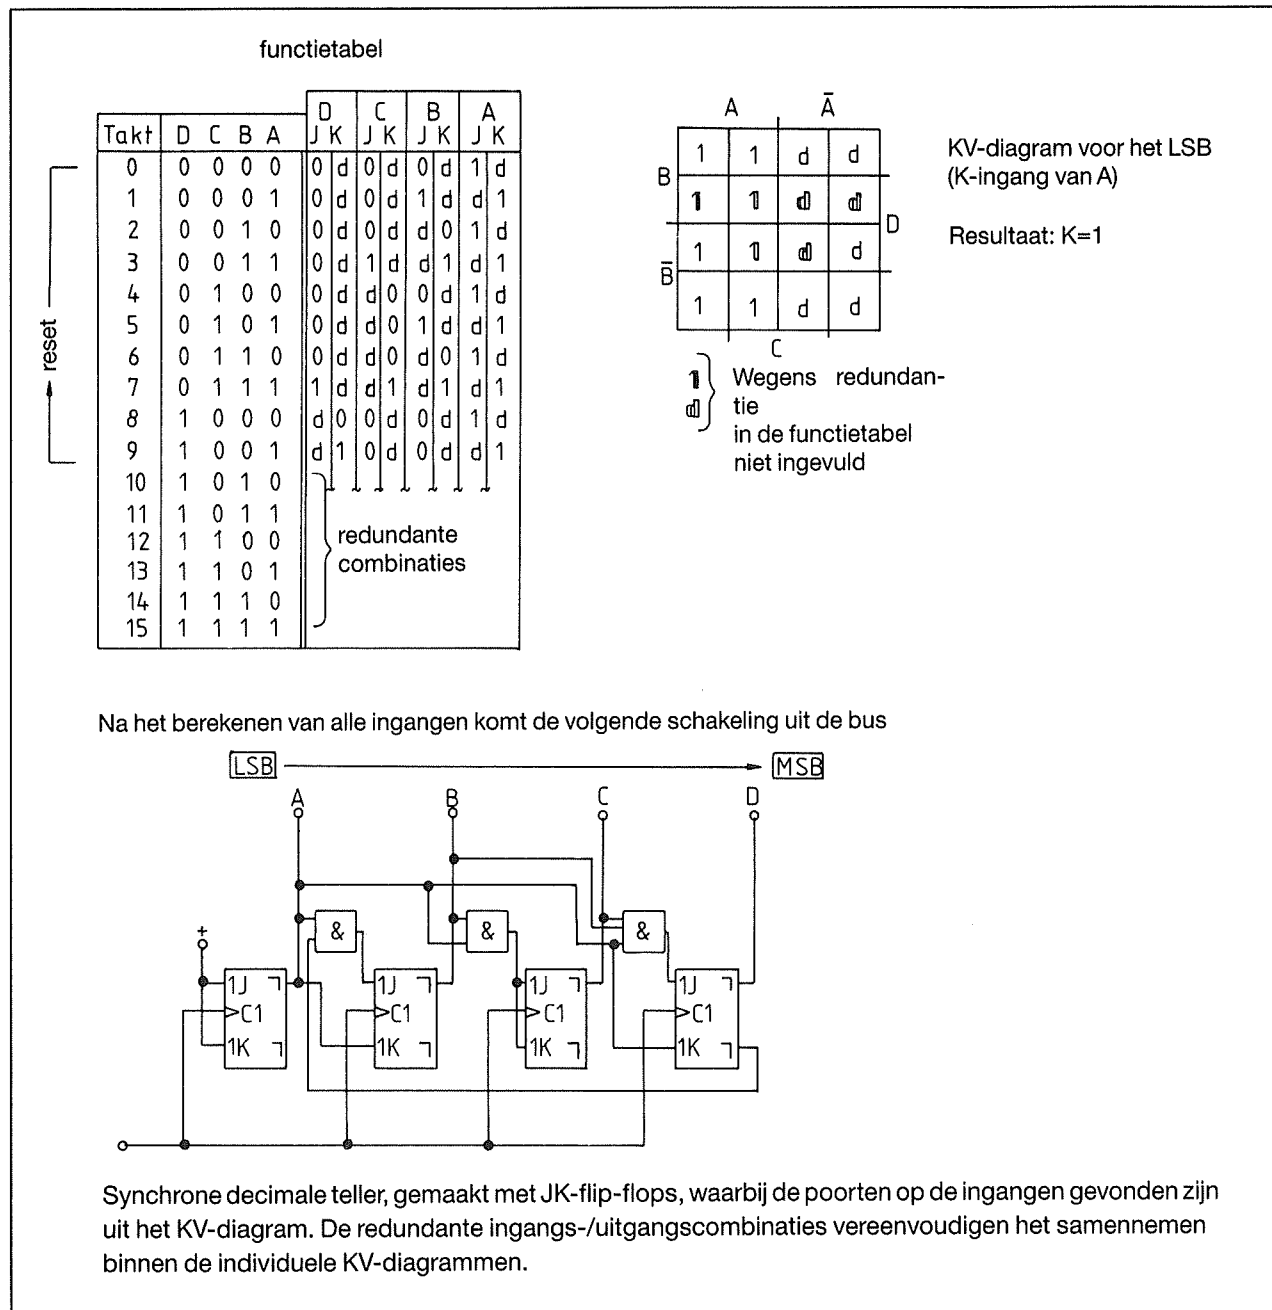 functietabel
D C B A
Takt D C B A J K J K J K J K
0 0 0 0 0 0 d 0 d 0 d 1 d
1 0 0 0 1 0 d 0 d 1 d d 1
2 0 0 1 0 0 d 0 d d 0 1 d
3 0 0 1 1 0 d 1 d d 1 d 1
4 0 1 0 0 0 d d 0 0 d 1 d
5 0 1 0 1 0 d d 0 1 d d 1
6 0 1 1 0 0 d d 0 d 0 1 d
7 0 1 1 1 1 d d 1 d 1 d 1
8 1 0 0 0 d 0 0 d 0 d 1 d
9 1 0 0 1 d 1 0 d 0 d d 1
10 1 0 1 0
11 1 0 1 1
12 1 1 0 0
13 1 1 0 1
14 1 1 1 0
15 1 1 1 1
reset
redundante
combinaties
A Ā
1 1 d d
B
1 1 d d
D
1 1 d d
B̄
1 1 d d
C
KV-diagram voor het LSB
(K-ingang van A)
Resultaat: K=1
1
d
Wegens redundan-
tie
in de functietabel
niet ingevuld
Na het berekenen van alle ingangen komt de volgende schakeling uit de bus
LSB MSB
A B C D
& & &
+
1J 1J 1J 1J
C1 C1 C1 C1
1K 1K 1K 1K
Synchrone decimale teller, gemaakt met JK-flip-flops, waarbij de poorten op de ingangen gevonden zijn
uit het KV-diagram. De redundante ingangs-/uitgangscombinaties vereenvoudigen het samennemen
binnen de individuele KV-diagrammen.